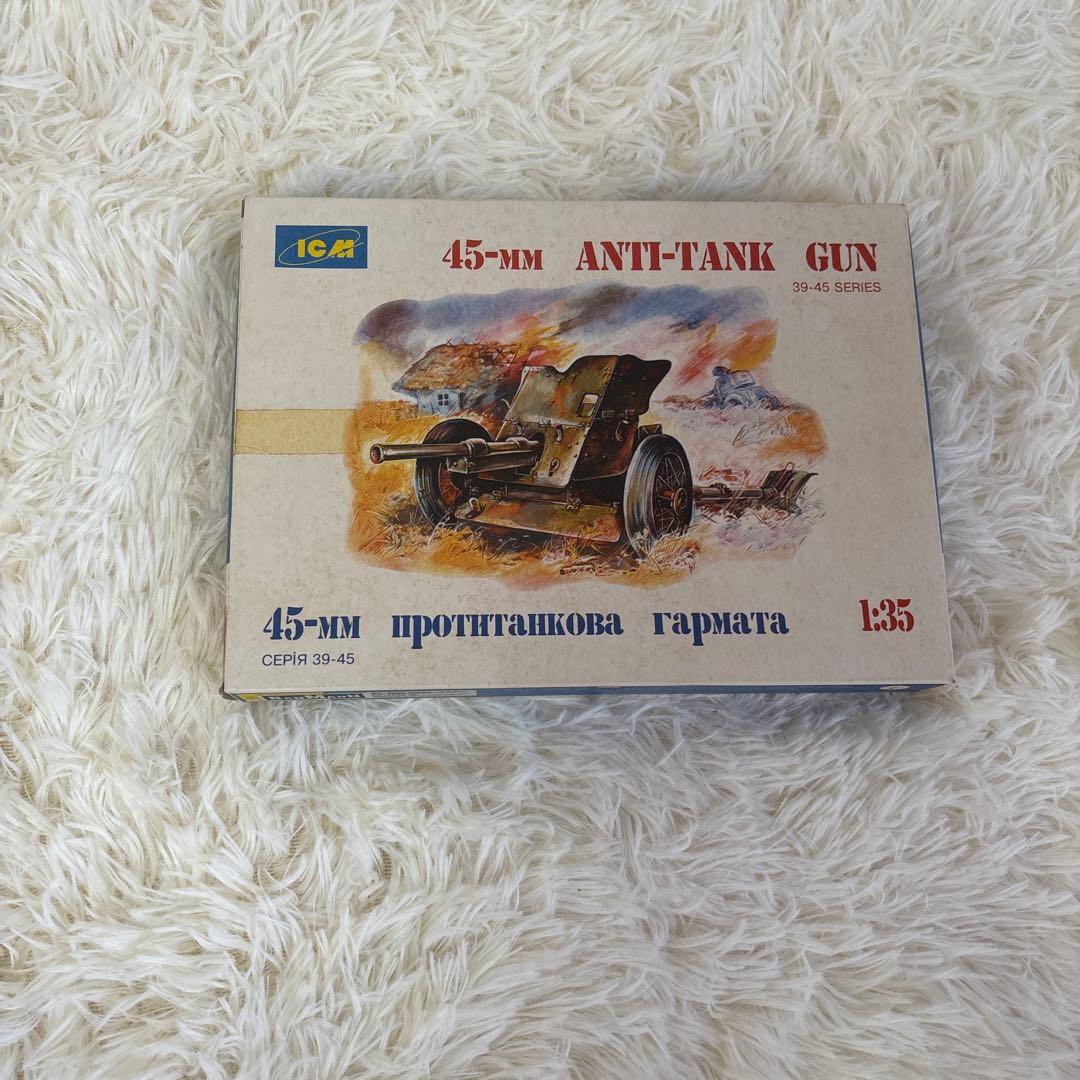 ICM
45-мм ANTI-TANK GUN
39-45 SERIES
45-мм протитанкова гармата 1:35
СЕРІЯ 39-45